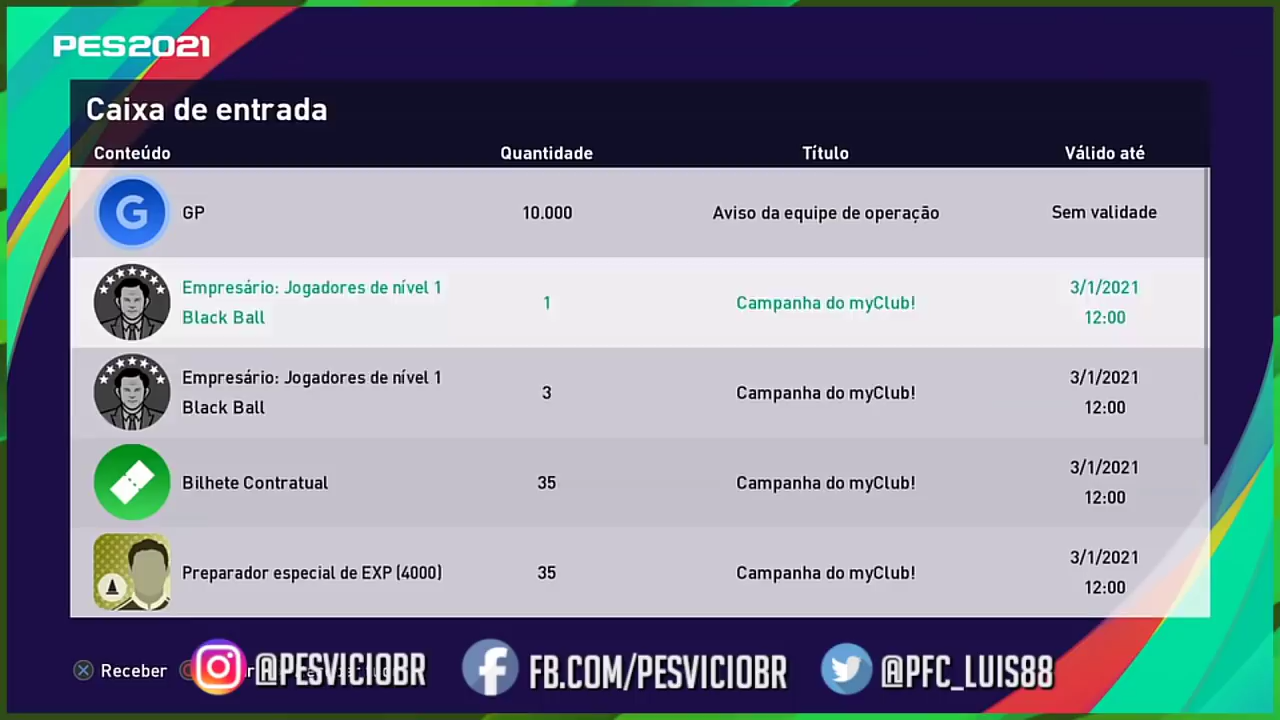 PES2021
Caixa de entrada
Conteúdo Quantidade Título Válido até
G GP 10.000 Aviso da equipe de operação Sem validade
Empresário: Jogadores de nível 1
Black Ball
1 Campanha do myClub!
3/1/2021
12:00
Empresário: Jogadores de nível 1
Black Ball
3 Campanha do myClub!
3/1/2021
12:00
Bilhete Contratual 35 Campanha do myClub!
3/1/2021
12:00
Preparador especial de EXP (4000) 35 Campanha do myClub!
3/1/2021
12:00
Receber @PESVICIOBR FB.COM/PESVICIOBR @PFC_LUIS88